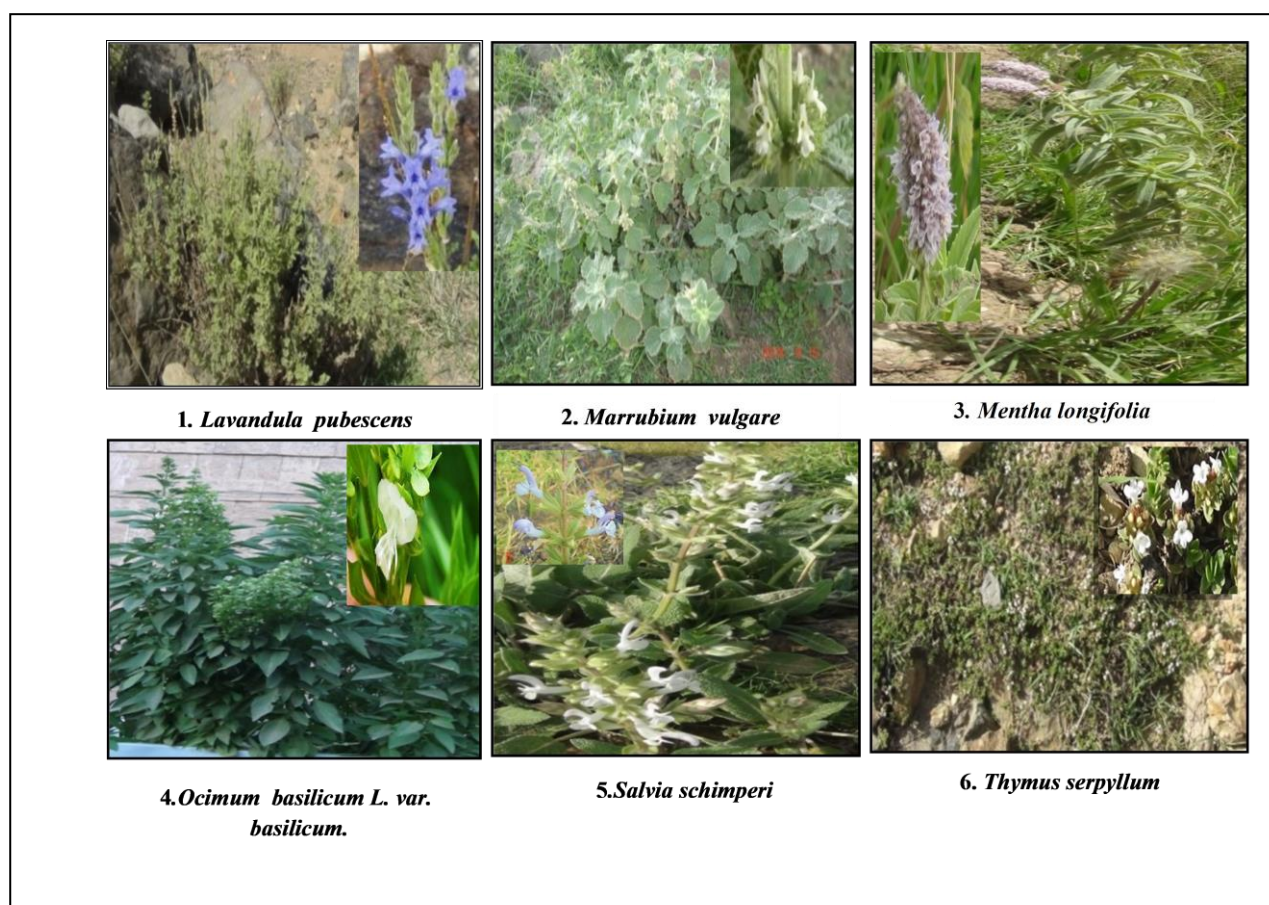 1. Lavandula pubescens
2. Marrubium vulgare
3. Mentha longifolia
4.Ocimum basilicum L. var.
basilicum.
5.Salvia schimperi
6. Thymus serpyllum